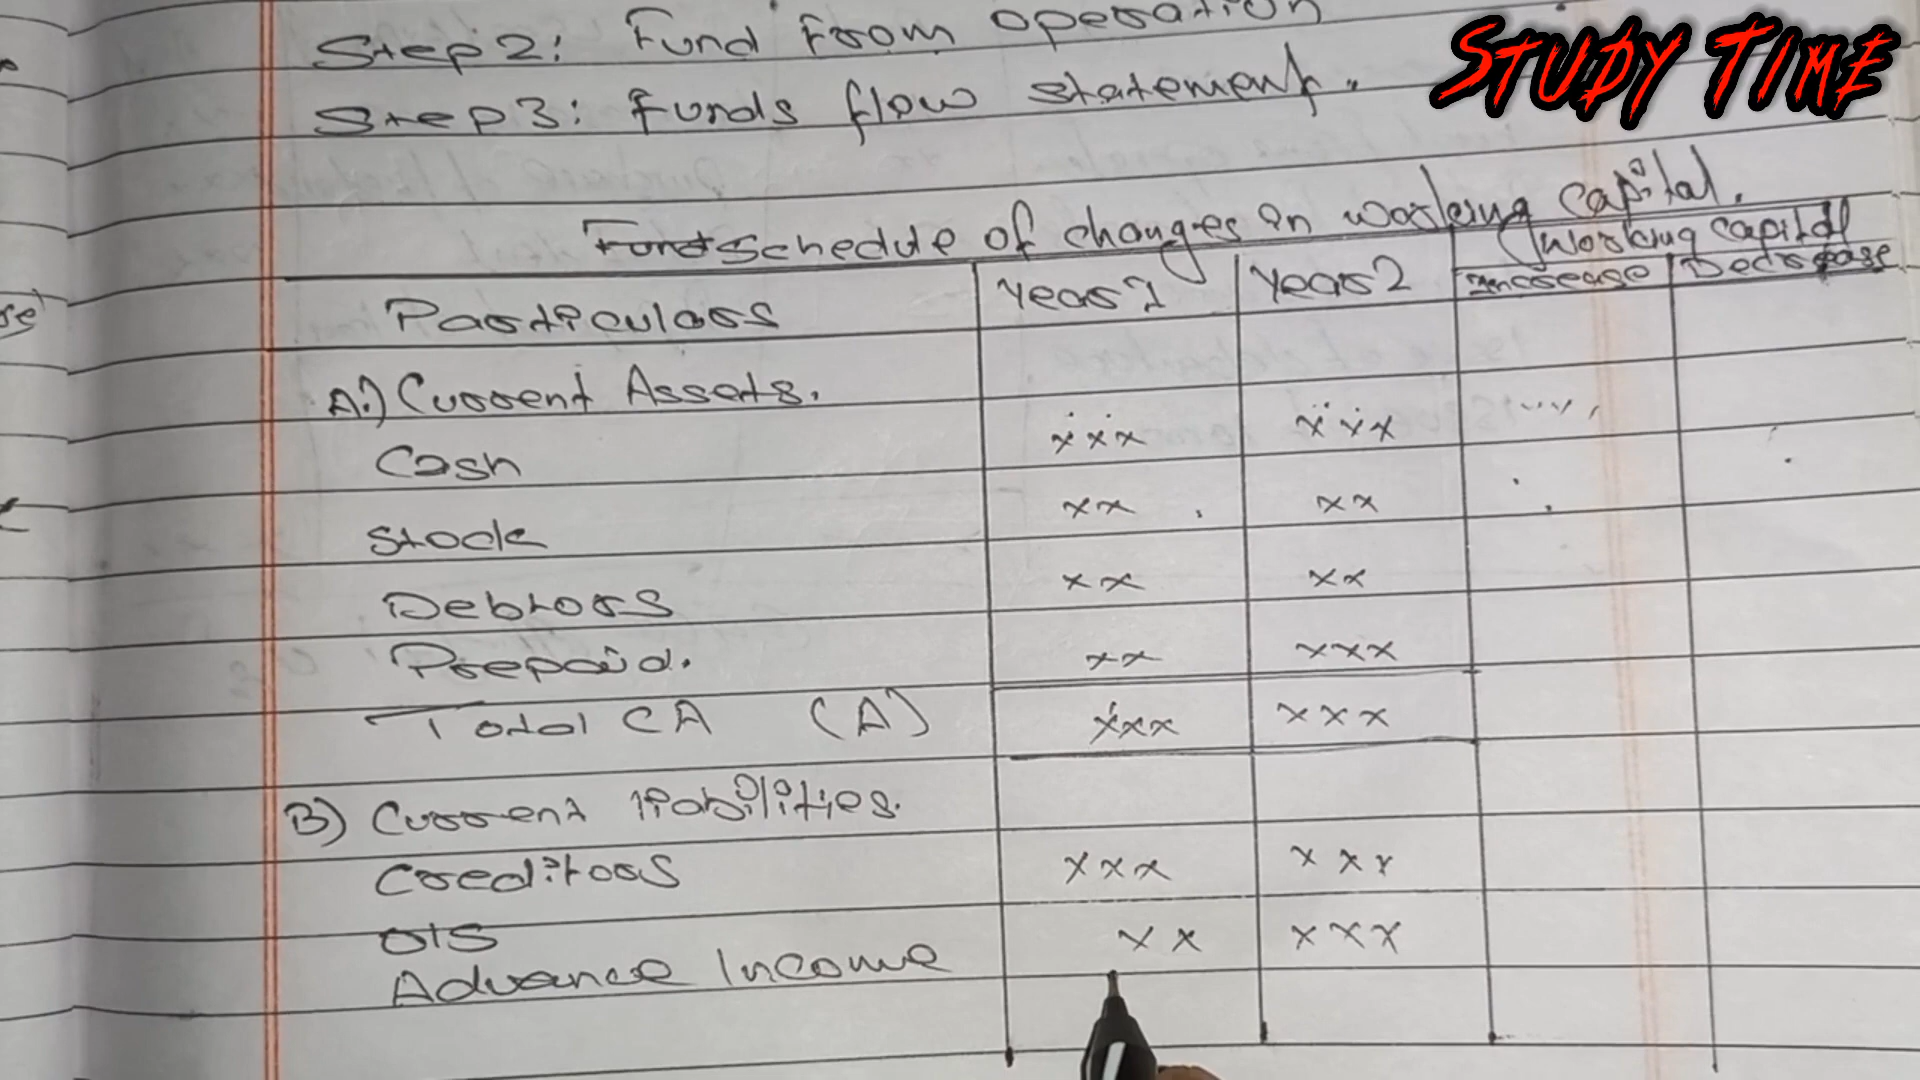 Step 2: Fund from operation
STUDY TIME
Step 3: Funds flow statement.
Schedule of changes in working capital.
Working capital
Particulars Year 1 Year 2 Increase Decrease
A.) Current Assets.
Cash xxx xxx
Stock xx xx
Debtors xx xx
Prepaid. xx xxx
Total CA (A) xxx xxx
B) Current liabilities.
Creditors xxx xxx
O/S xx xxx
Advance Income